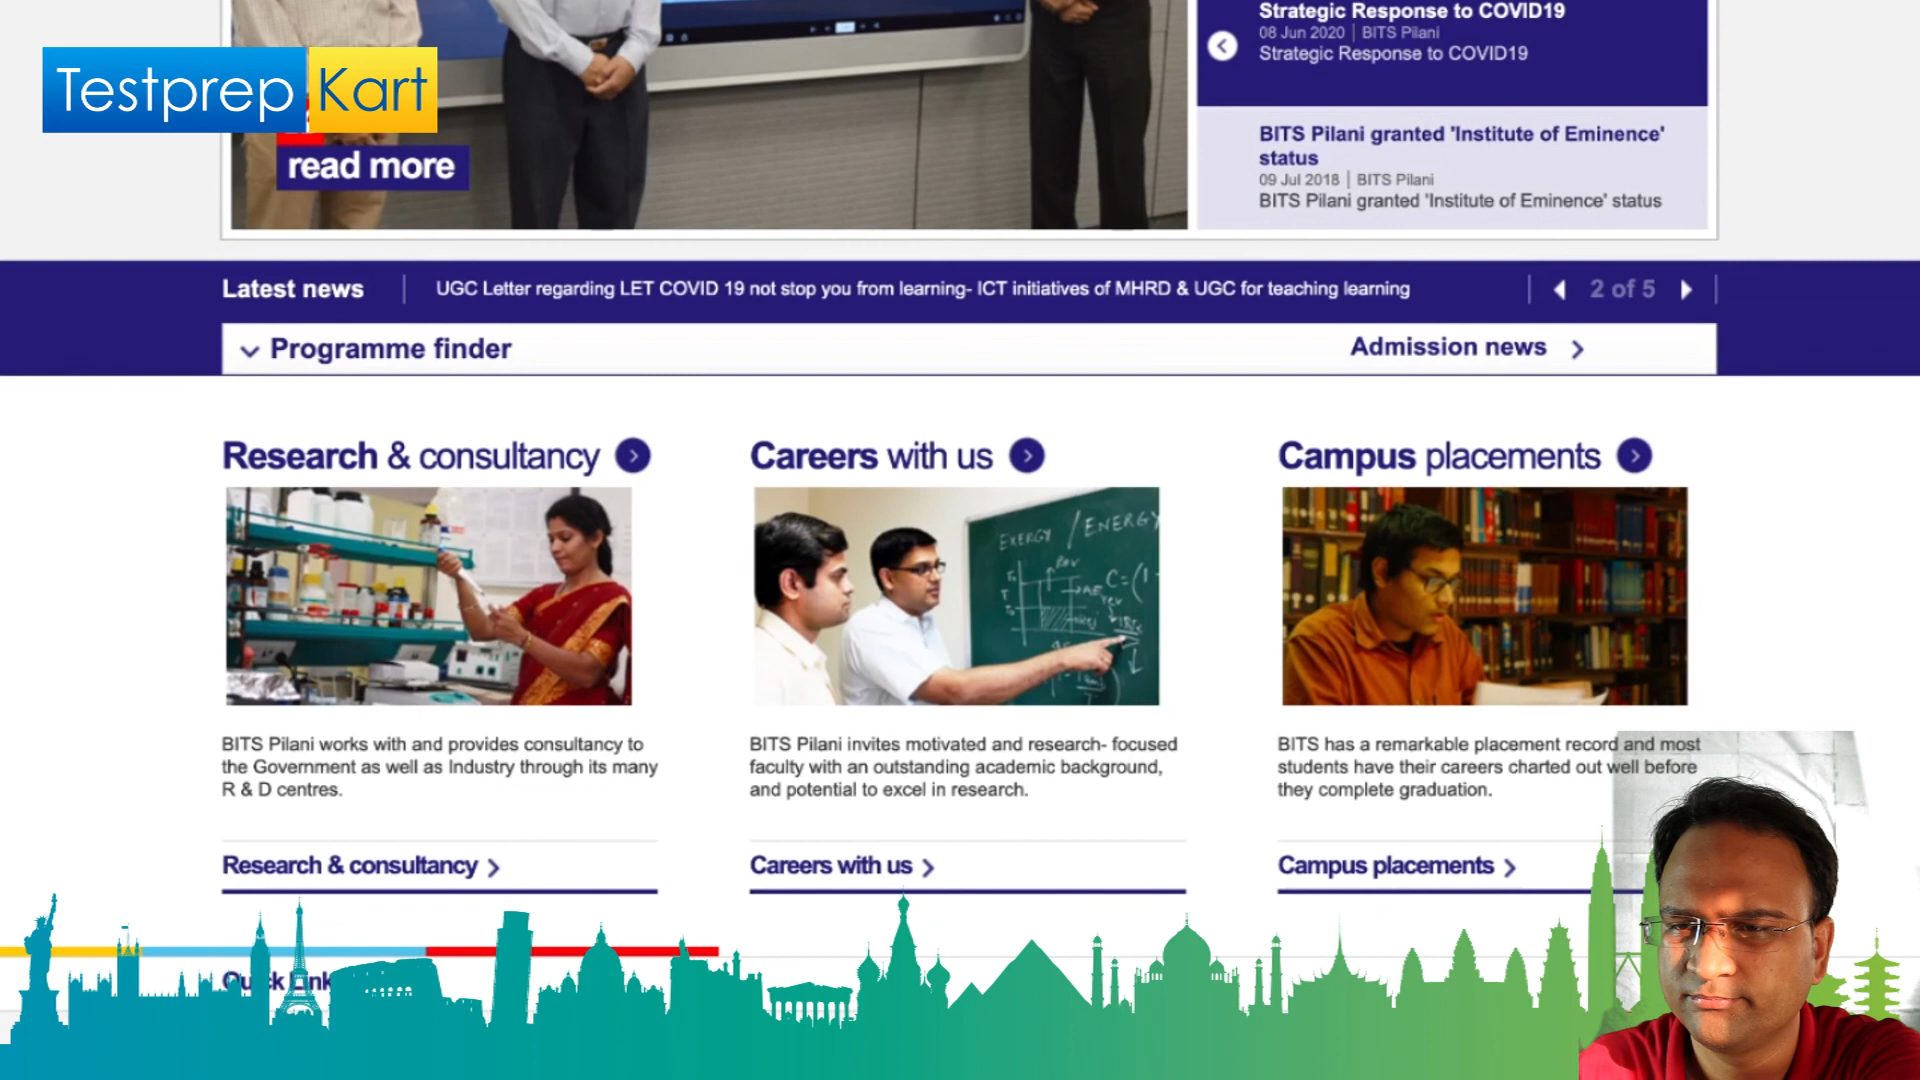 Testprep Kart
read more
Strategic Response to COVID19
08 Jun 2020 | BITS Pilani
Strategic Response to COVID19
BITS Pilani granted 'Institute of Eminence'
status
09 Jul 2018 | BITS Pilani
BITS Pilani granted 'Institute of Eminence' status
Latest news
UGC Letter regarding LET COVID 19 not stop you from learning- ICT initiatives of MHRD & UGC for teaching learning
2 of 5
Programme finder
Admission news
Research & consultancy
Careers with us
Campus placements
EXERGY / ENERGY
BITS Pilani works with and provides consultancy to
the Government as well as Industry through its many
R & D centres.
BITS Pilani invites motivated and research- focused
faculty with an outstanding academic background,
and potential to excel in research.
BITS has a remarkable placement record and most
students have their careers charted out well before
they complete graduation.
Research & consultancy
Careers with us
Campus placements